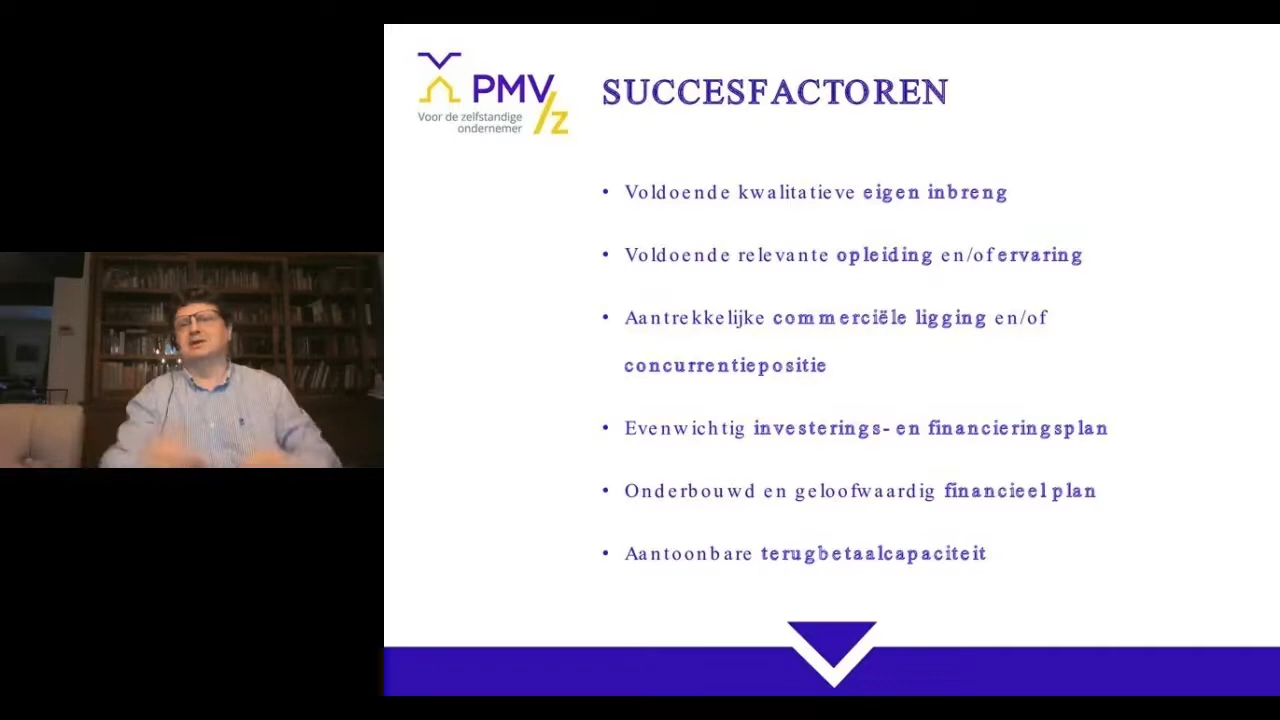 PMV/z
Voor de zelfstandige
ondernemer
SUCCESFACTOREN
• Voldoende kwalitatieve eigen inbreng
• Voldoende relevante opleiding en/of ervaring
• Aantrekkelijke commerciële ligging en/of
concurrentiepositie
• Evenwichtig investerings- en financieringsplan
• Onderbouwd en geloofwaardig financieel plan
• Aantoonbare terugbetaalcapaciteit